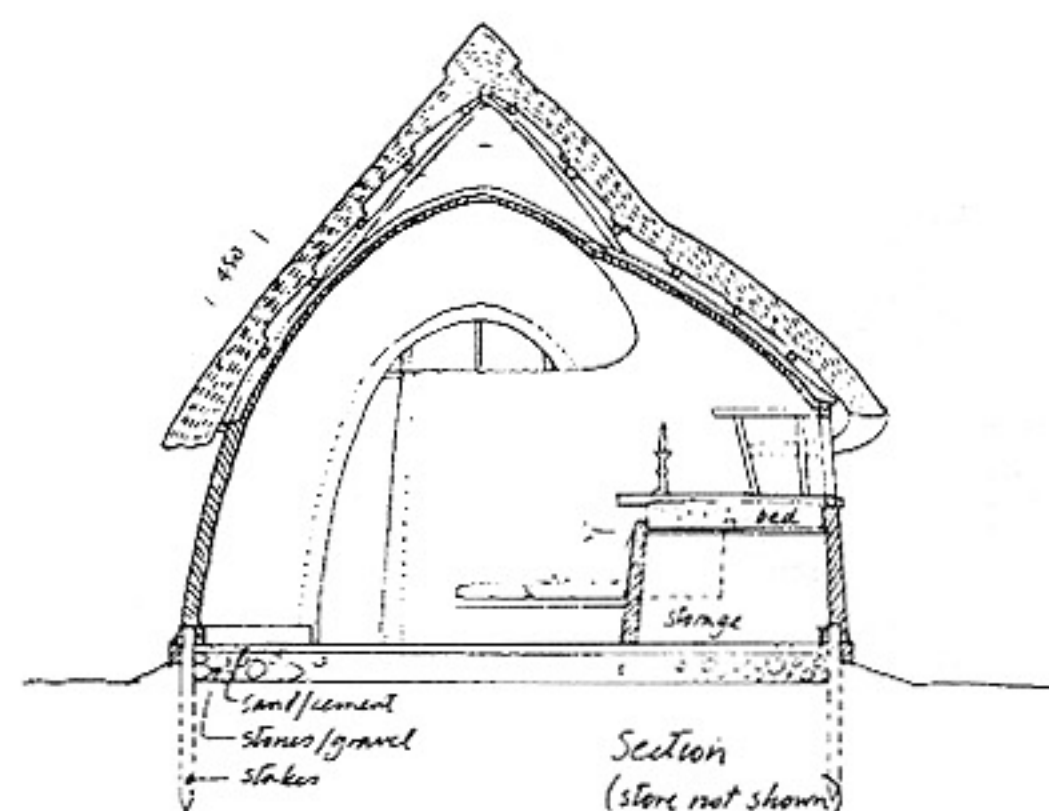 450
bed
storage
sand/cement
stones/gravel
stakes
Section
(store not shown)